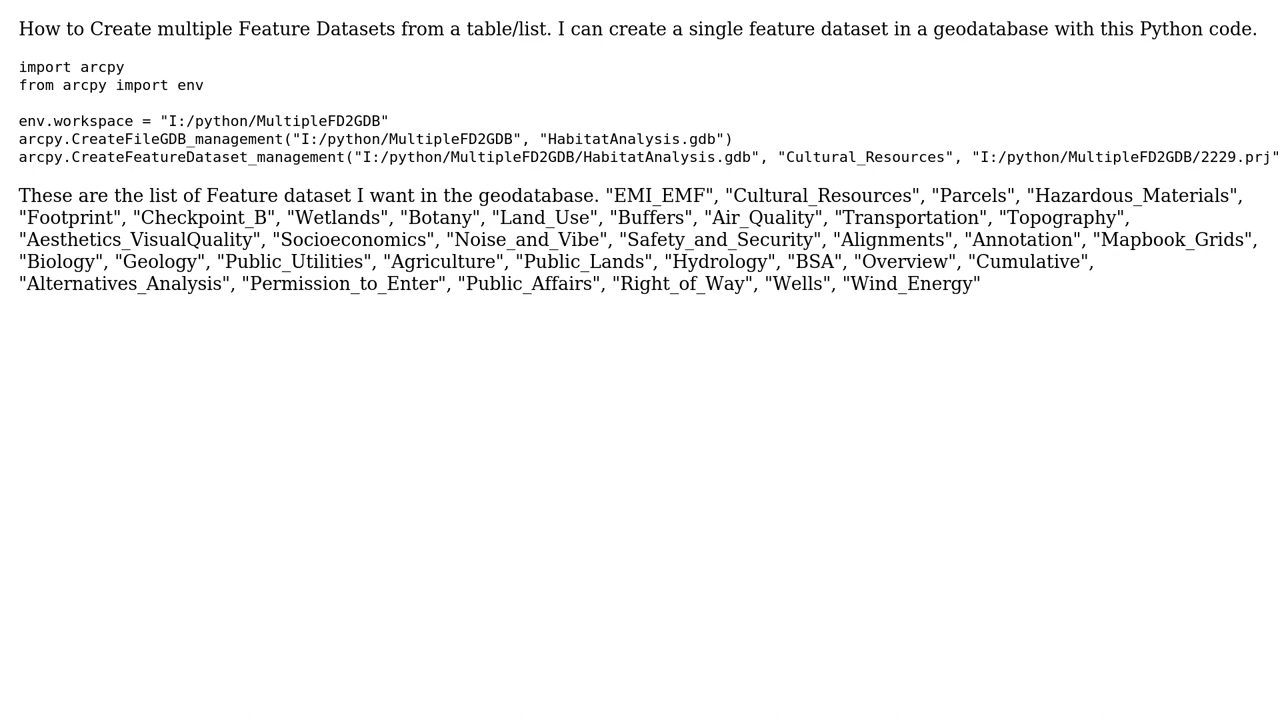 How to Create multiple Feature Datasets from a table/list. I can create a single feature dataset in a geodatabase with this Python code.
import arcpy
from arcpy import env
env.workspace = "I:/python/MultipleFD2GDB"
arcpy.CreateFileGDB_management("I:/python/MultipleFD2GDB", "HabitatAnalysis.gdb")
arcpy.CreateFeatureDataset_management("I:/python/MultipleFD2GDB/HabitatAnalysis.gdb", "Cultural_Resources", "I:/python/MultipleFD2GDB/2229.prj"
These are the list of Feature dataset I want in the geodatabase. "EMI_EMF", "Cultural_Resources", "Parcels", "Hazardous_Materials",
"Footprint", "Checkpoint_B", "Wetlands", "Botany", "Land_Use", "Buffers", "Air_Quality", "Transportation", "Topography",
"Aesthetics_VisualQuality", "Socioeconomics", "Noise_and_Vibe", "Safety_and_Security", "Alignments", "Annotation", "Mapbook_Grids",
"Biology", "Geology", "Public_Utilities", "Agriculture", "Public_Lands", "Hydrology", "BSA", "Overview", "Cumulative",
"Alternatives_Analysis", "Permission_to_Enter", "Public_Affairs", "Right_of_Way", "Wells", "Wind_Energy"